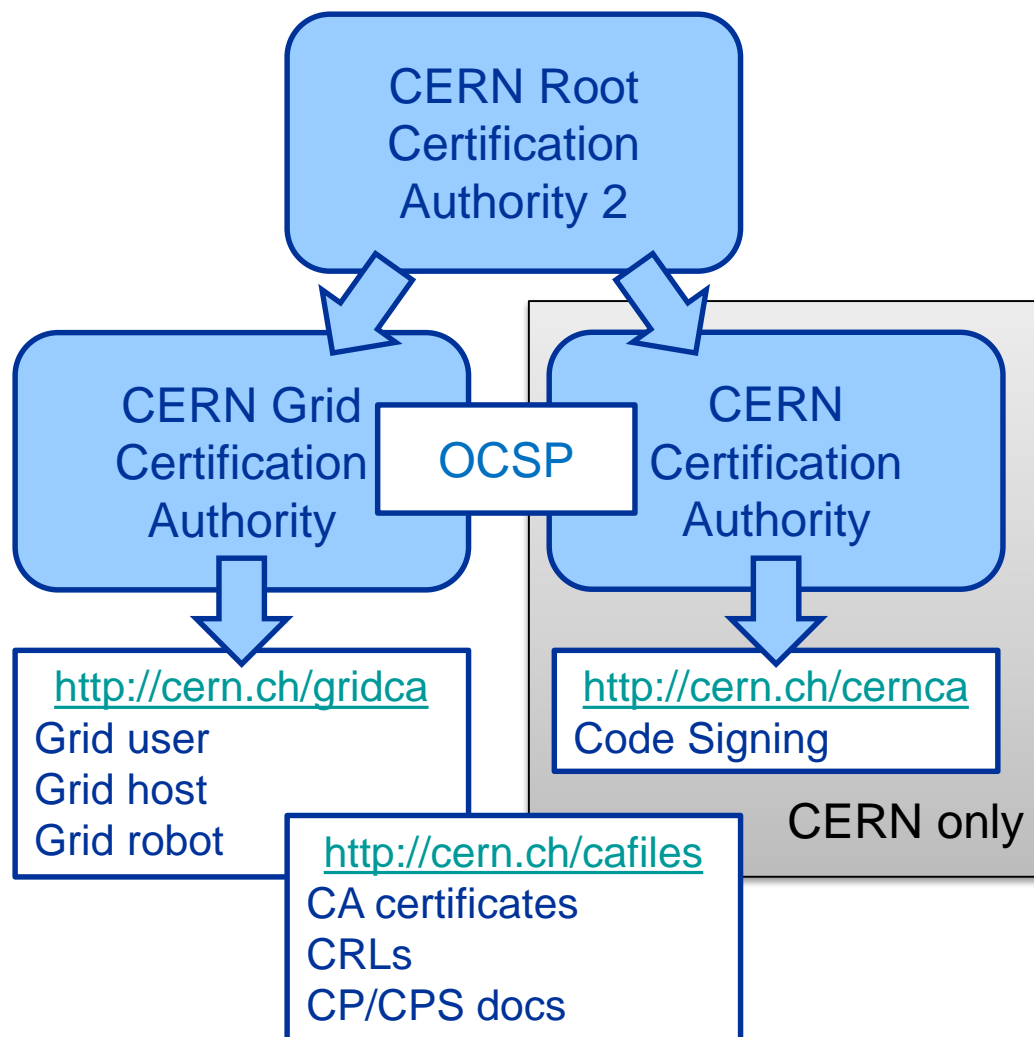 CERN Root
Certification
Authority 2
CERN Grid
Certification
Authority
OCSP
CERN
Certification
Authority
http://cern.ch/gridca
Grid user
Grid host
Grid robot
http://cern.ch/cernca
Code Signing
CERN only
http://cern.ch/cafiles
CA certificates
CRLs
CP/CPS docs